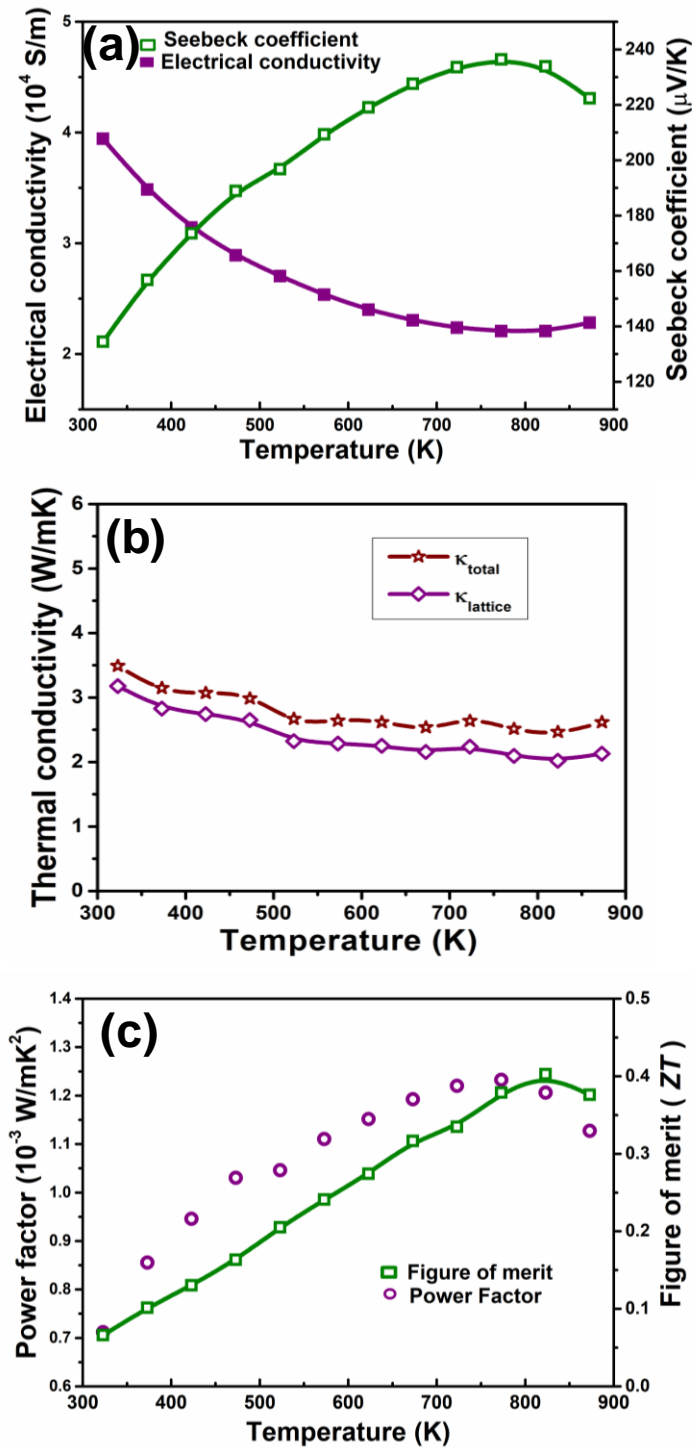 (a)
Seebeck coefficient
Electrical conductivity
Electrical conductivity (10⁴ S/m)
5
4
3
2
Seebeck coefficient (μV/K)
240
220
200
180
160
140
120
300 400 500 600 700 800 900
Temperature (K)
(b)
κtotal
κlattice
Thermal conductivity (W/mK)
6
5
4
3
2
1
0
300 400 500 600 700 800 900
Temperature (K)
(c)
Power factor (10⁻³ W/mK²)
1.4
1.3
1.2
1.1
1.0
0.9
0.8
0.7
0.6
Figure of merit ( ZT )
0.5
0.4
0.3
0.2
0.1
0.0
Figure of merit
Power Factor
300 400 500 600 700 800 900
Temperature (K)